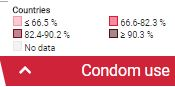 Countries
≤ 66.5 % 66.6-82.3 %
82.4-90.2 % ≥ 90.3 %
No data
Condom use